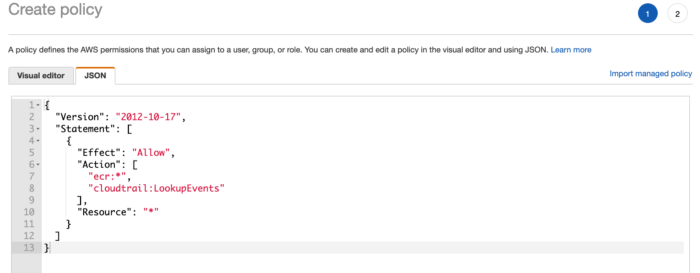 Create policy
1 2
A policy defines the AWS permissions that you can assign to a user, group, or role. You can create and edit a policy in the visual editor and using JSON. Learn more
Visual editor JSON Import managed policy
1 {
2 "Version": "2012-10-17",
3 "Statement": [
4 {
5 "Effect": "Allow",
6 "Action": [
7 "ecr:*",
8 "cloudtrail:LookupEvents"
9 ],
10 "Resource": "*"
11 }
12 ]
13 }